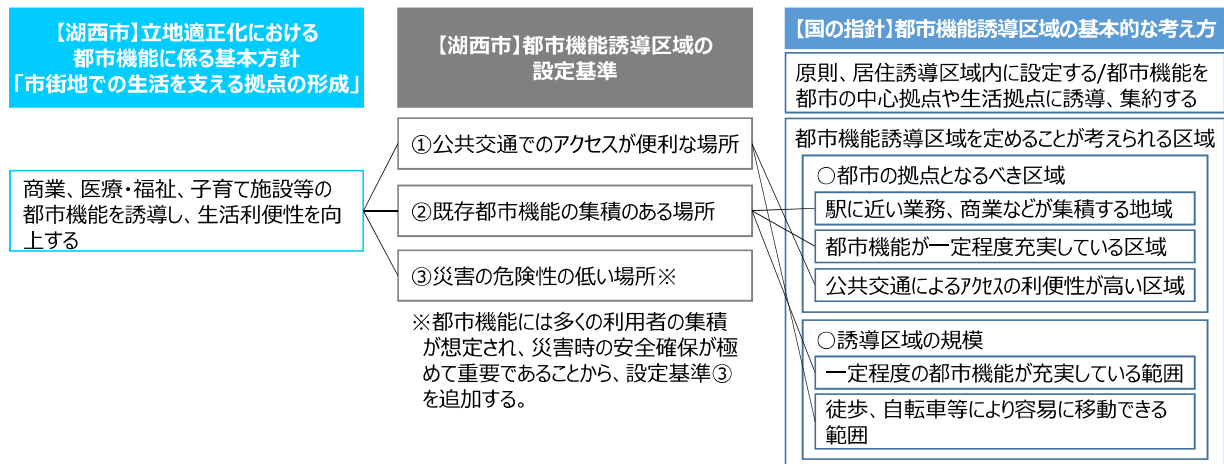 【湖西市】立地適正化における
都市機能に係る基本方針
「市街地での生活を支える拠点の形成」
商業、医療・福祉、子育て施設等の
都市機能を誘導し、生活利便性を向
上する
【湖西市】都市機能誘導区域の
設定基準
①公共交通でのアクセスが便利な場所
②既存都市機能の集積のある場所
③災害の危険性の低い場所※
※都市機能には多くの利用者の集積
が想定され、災害時の安全確保が極
めて重要であることから、設定基準③
を追加する。
【国の指針】都市機能誘導区域の基本的な考え方
原則、居住誘導区域内に設定する/都市機能を
都市の中心拠点や生活拠点に誘導、集約する
都市機能誘導区域を定めることが考えられる区域
○都市の拠点となるべき区域
駅に近い業務、商業などが集積する地域
都市機能が一定程度充実している区域
公共交通によるアクセスの利便性が高い区域
○誘導区域の規模
一定程度の都市機能が充実している範囲
徒歩、自転車等により容易に移動できる
範囲